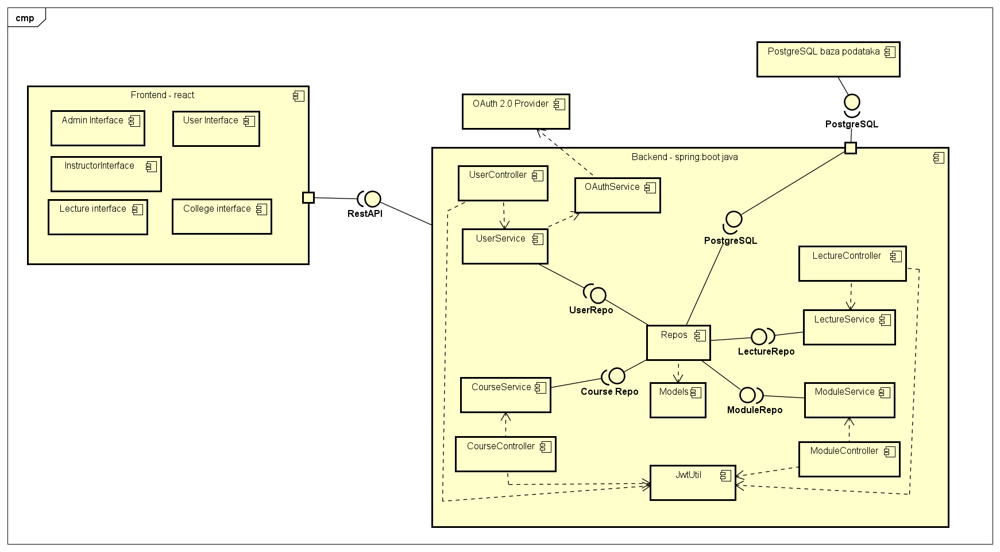 cmp
PostgreSQL baza podataka
Frontend - react
OAuth 2.0 Provider
Admin Interface
User Interface
PostgreSQL
Backend - spring:boot java
InstructorInterface
UserController
OAuthService
Lecture interface
College interface
RestAPI
UserService
PostgreSQL
LectureController
UserRepo
LectureService
Repos
LectureRepo
CourseService
Course Repo
Models
ModuleService
ModuleRepo
CourseController
ModuleController
JwtUtil